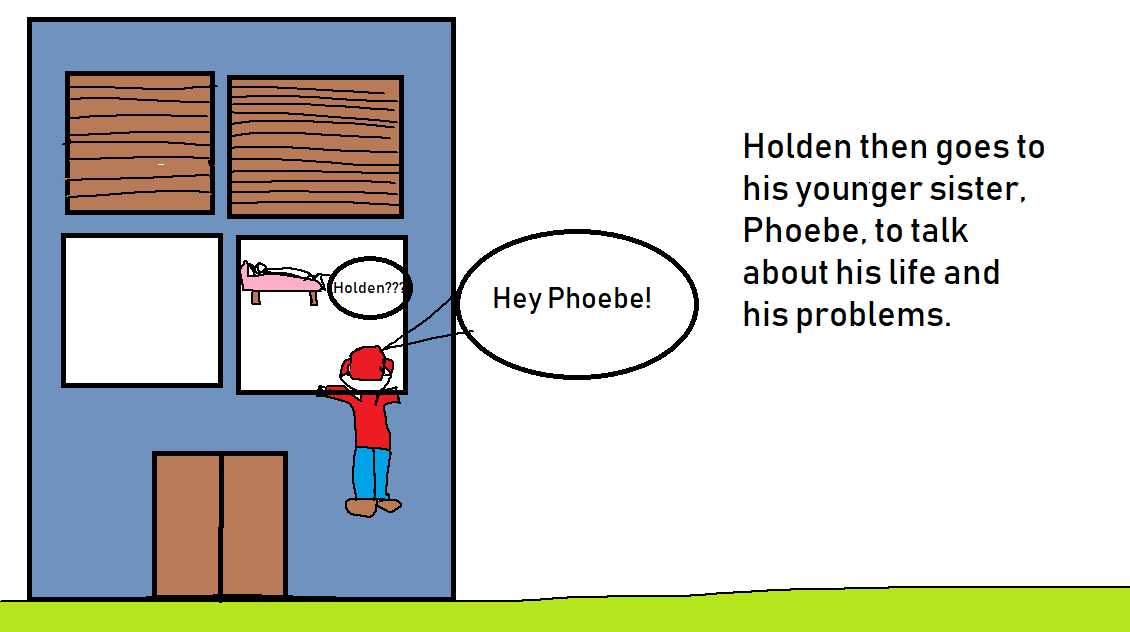 Holden???
Hey Phoebe!
Holden then goes to
his younger sister,
Phoebe, to talk
about his life and
his problems.